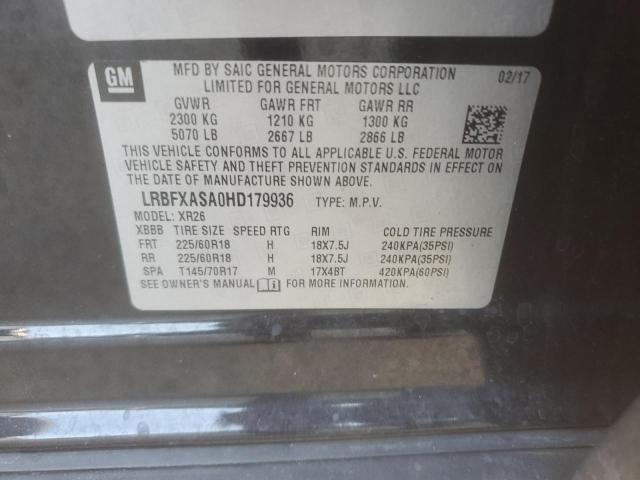 GM
MFD BY SAIC GENERAL MOTORS CORPORATION 02/17
LIMITED FOR GENERAL MOTORS LLC
GVWR GAWR FRT GAWR RR
2300 KG 1210 KG 1300 KG
5070 LB 2667 LB 2866 LB
THIS VEHICLE CONFORMS TO ALL APPLICABLE U.S. FEDERAL MOTOR
VEHICLE SAFETY AND THEFT PREVENTION STANDARDS IN EFFECT ON THE
DATE OF MANUFACTURE SHOWN ABOVE.
LRBFXASA0HD179936 TYPE: M.P.V.
MODEL: XR26
XBBB TIRE SIZE SPEED RTG RIM COLD TIRE PRESSURE
FRT 225/60R18 H 18X7.5J 240KPA(35PSI)
RR 225/60R18 H 18X7.5J 240KPA(35PSI)
SPA T145/70R17 M 17X4BT 420KPA(60PSI)
SEE OWNER'S MANUAL FOR MORE INFORMATION.